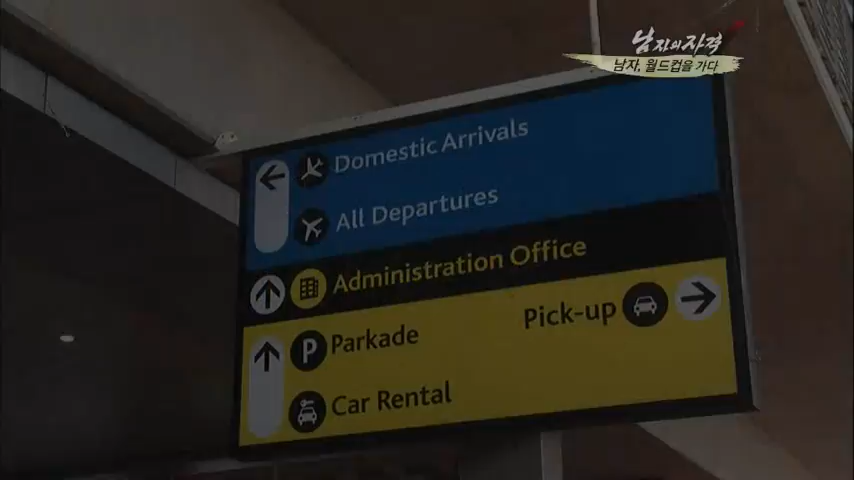 남자의 자격
남자, 월드컵을 가다
Domestic Arrivals
All Departures
Administration Office
Pick-up
P Parkade
Car Rental